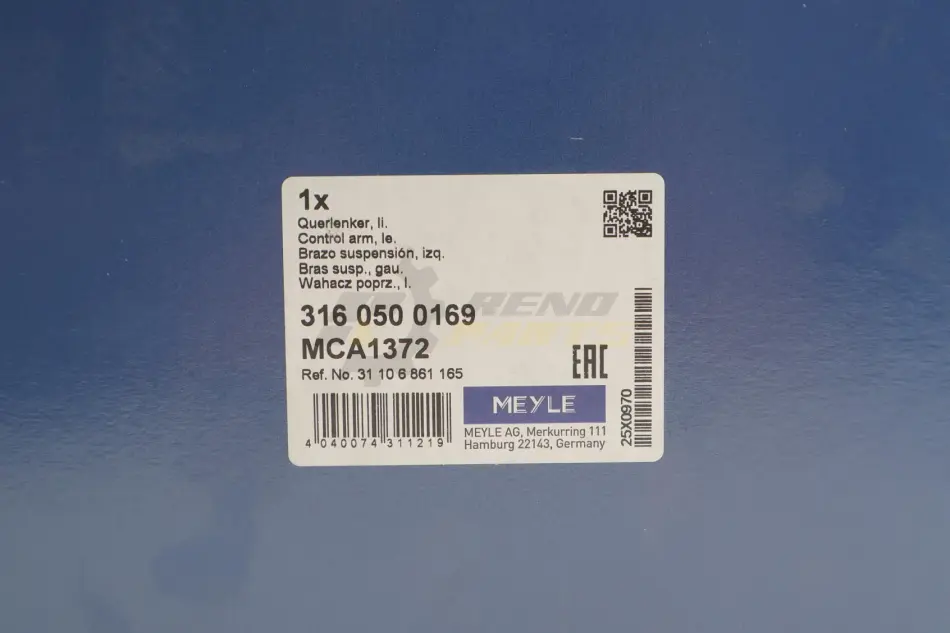 1x
Querlenker, li.
Control arm, le.
Brazo suspensión, izq.
Bras susp., gau.
Wahacz poprz., l.
RENO
PARTS
316 050 0169
MCA1372
Ref. No. 31 10 6 861 165
EAC
MEYLE
MEYLE AG, Merkurring 111
Hamburg 22143, Germany
4 040074 311219
25X0970